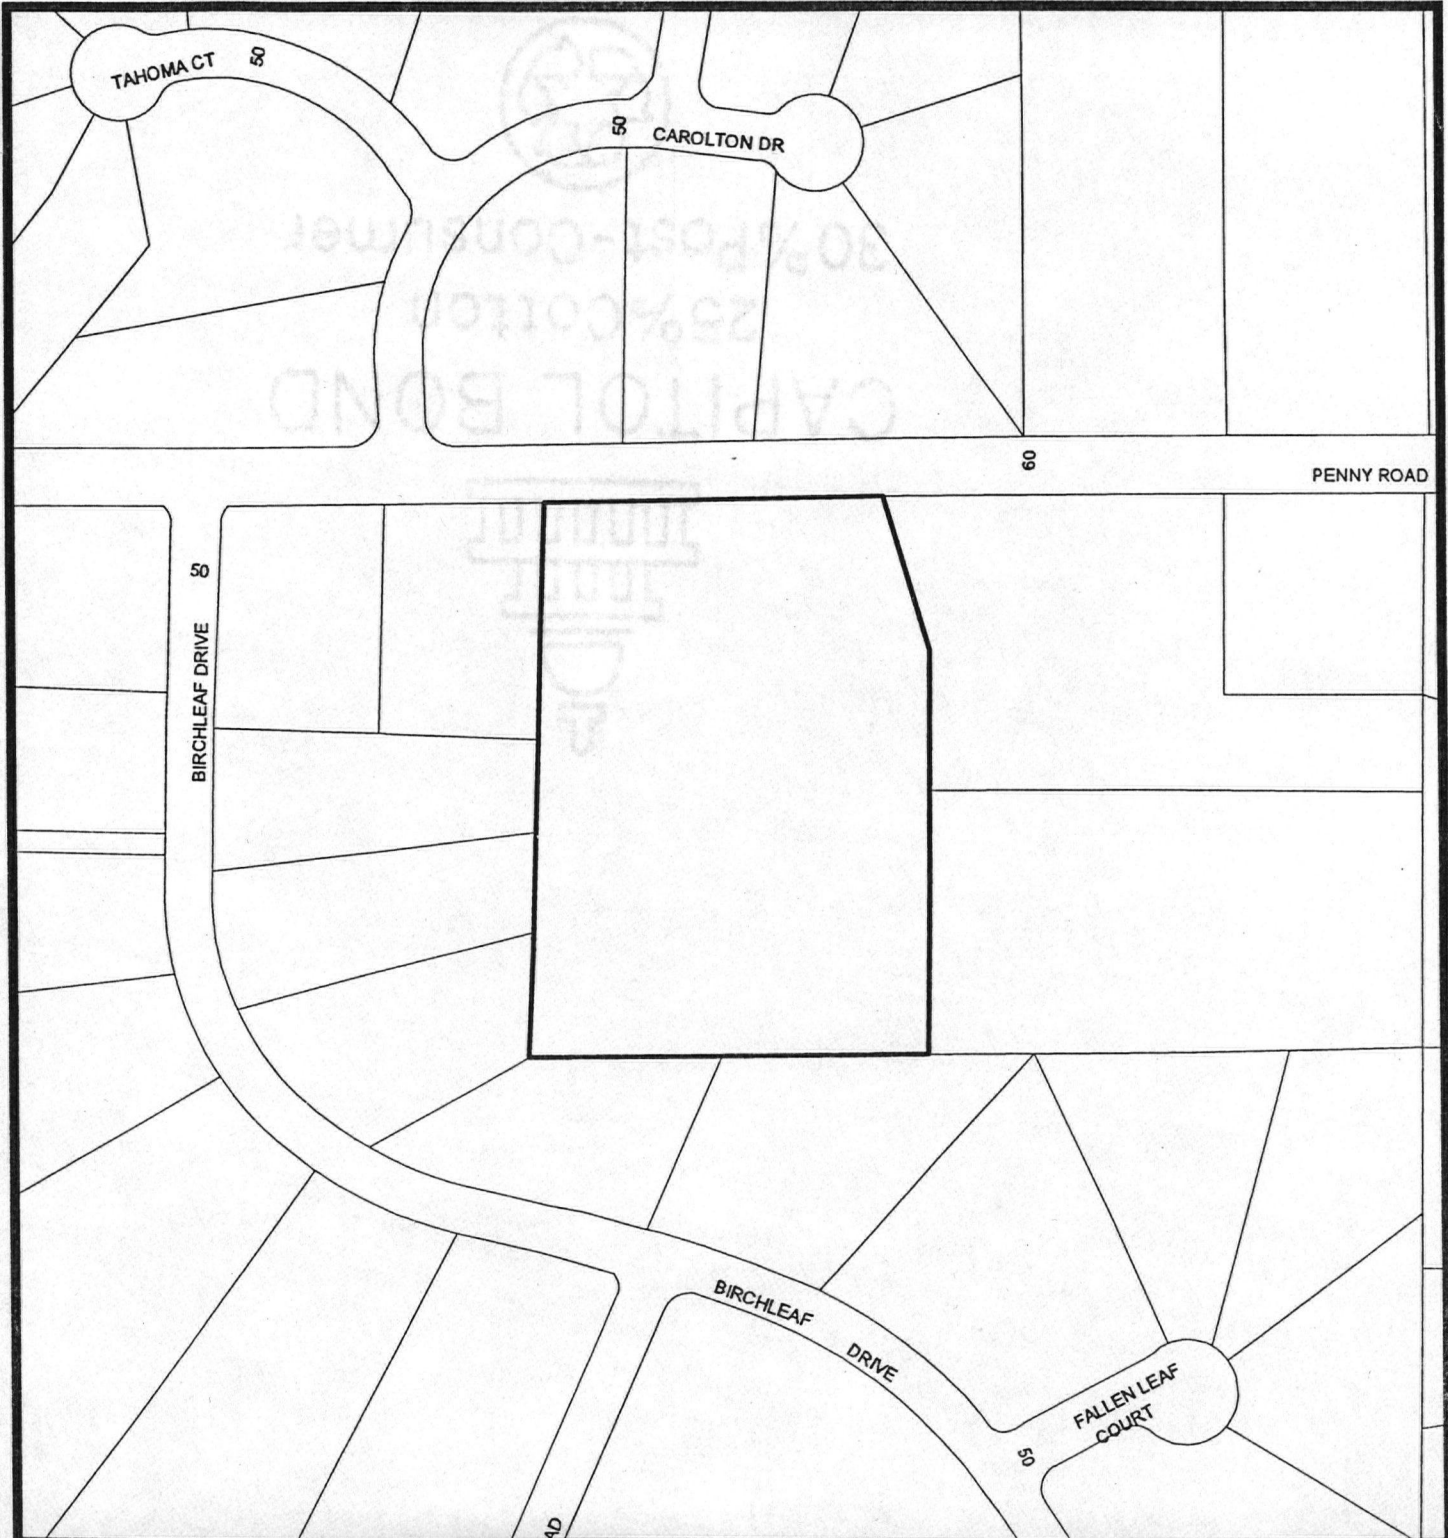 TAHOMA CT
50
50
CAROLTON DR
30% Post-Consumer
25% Cotton
CAPITOL BOND
60
PENNY ROAD
50
BIRCHLEAF DRIVE
BIRCHLEAF
DRIVE
FALLEN LEAF
COURT
50
AD